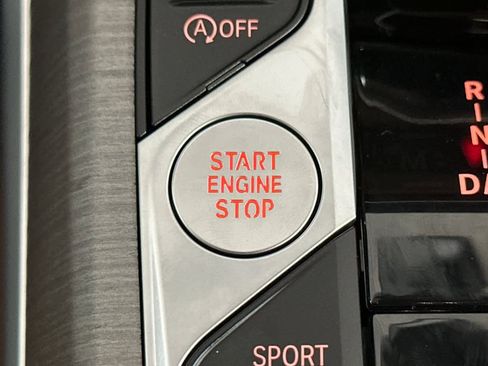 A OFF
START
ENGINE
STOP
SPORT
R
I
N